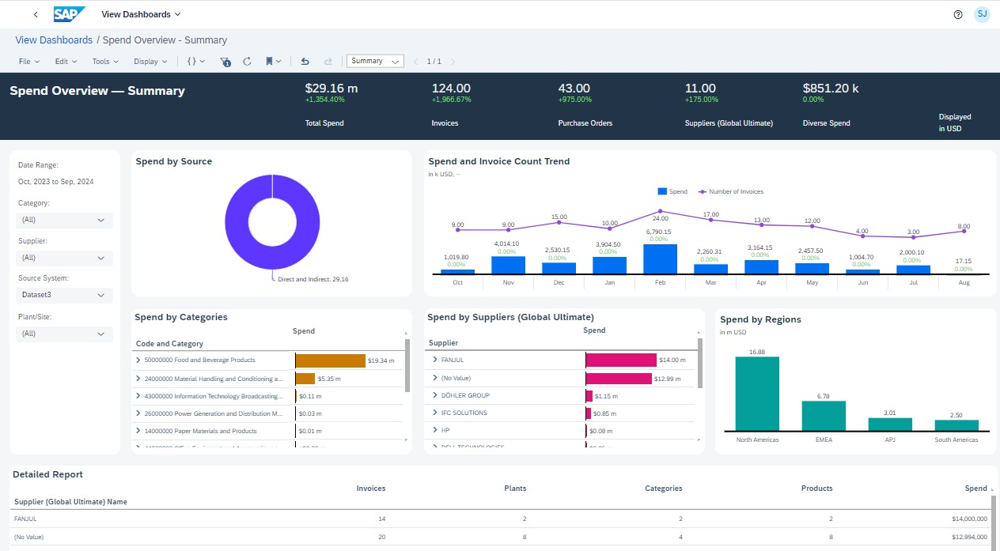 SAP View Dashboards SJ
View Dashboards / Spend Overview - Summary
File Edit Tools Display {} 1 Summary 1 / 1
Spend Overview — Summary
$29.16 m 124.00 43.00 11.00 $851.20 k
+1,354.40% +1,966.67% +975.00% +175.00% 0.00%
Total Spend Invoices Purchase Orders Suppliers (Global Ultimate) Diverse Spend
Displayed
in USD
Date Range:
Oct, 2023 to Sep, 2024
Category:
(All)
Supplier:
(All)
Source System:
Dataset3
Plant/Site:
(All)
Spend by Source
Direct and Indirect: 29.16
Spend and Invoice Count Trend
in k USD, --
Spend Number of Invoices
9.00 9.00 15.00 10.00 24.00 17.00 13.00 12.00 4.00 3.00 8.00
1,019.80 4,014.10 2,530.15 3,904.50 6,790.15 2,260.31 3,164.15 2,457.50 1,004.70 2,000.10 17.15
0.00% 0.00% 0.00% 0.00% 0.00% 0.00% 0.00% 0.00% 0.00% 0.00% 0.00%
Oct Nov Dec Jan Feb Mar Apr May Jun Jul Aug
Spend by Categories
Spend
Code and Category
50000000 Food and Beverage Products $19.34 m
24000000 Material Handling and Conditioning a... $5.35 m
43000000 Information Technology Broadcasting... $0.11 m
26000000 Power Generation and Distribution M... $0.03 m
14000000 Paper Materials and Products $0.01 m
Spend by Suppliers (Global Ultimate)
Spend
Supplier
FANJUL $14.00 m
(No Value) $12.99 m
DÖHLER GROUP $1.15 m
IFC SOLUTIONS $0.85 m
HP $0.08 m
DELL TECHNOLOGIES
Spend by Regions
in m USD
16.88 6.78 3.01 2.50
North Americas EMEA APJ South Americas
Detailed Report
Invoices Plants Categories Products Spend
Supplier (Global Ultimate) Name
FANJUL 14 2 2 2 $14,000,000
(No Value) 20 8 4 8 $12,994,000